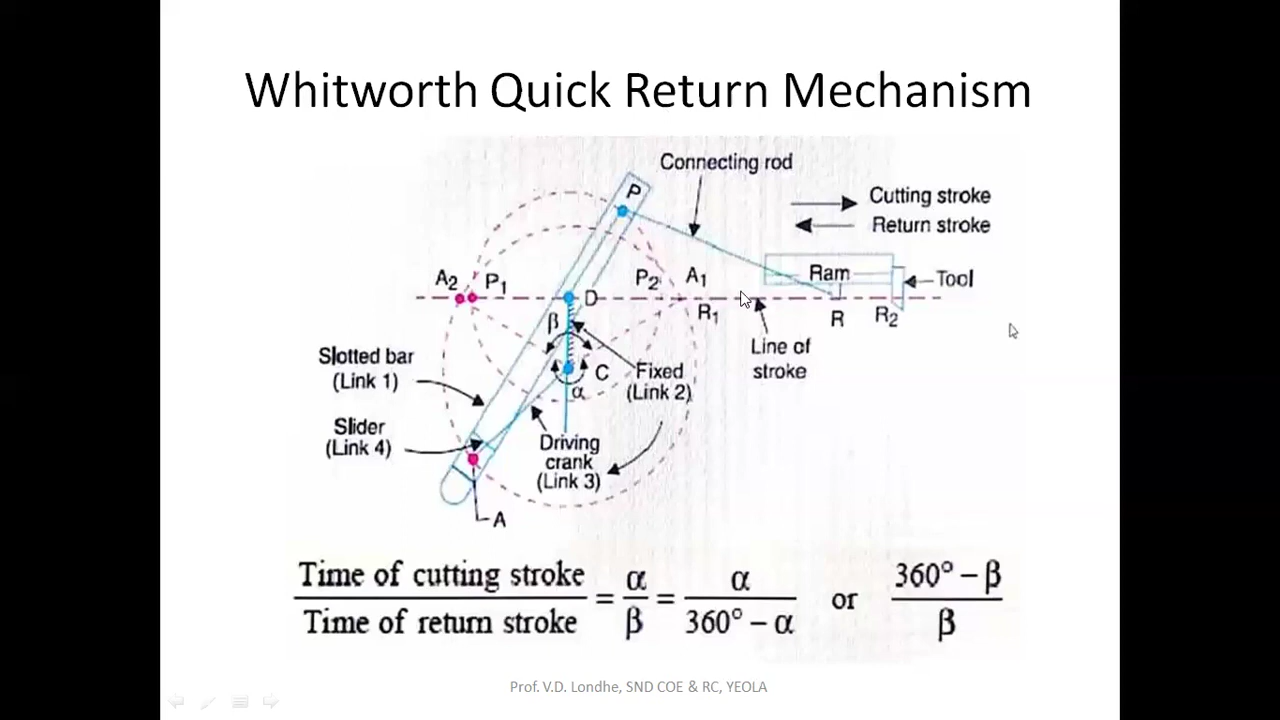 Whitworth Quick Return Mechanism
Connecting rod
P
Cutting stroke
Return stroke
A2 P1 P2 A1
Ram
Tool
D
β
R1
R R2
Line of
stroke
Slotted bar
(Link 1)
C
Fixed
(Link 2)
α
Slider
(Link 4)
Driving
crank
(Link 3)
A
Time of cutting stroke / Time of return stroke = α / β = α / 360° – α or 360° – β / β
Prof. V.D. Londhe, SND COE & RC, YEOLA